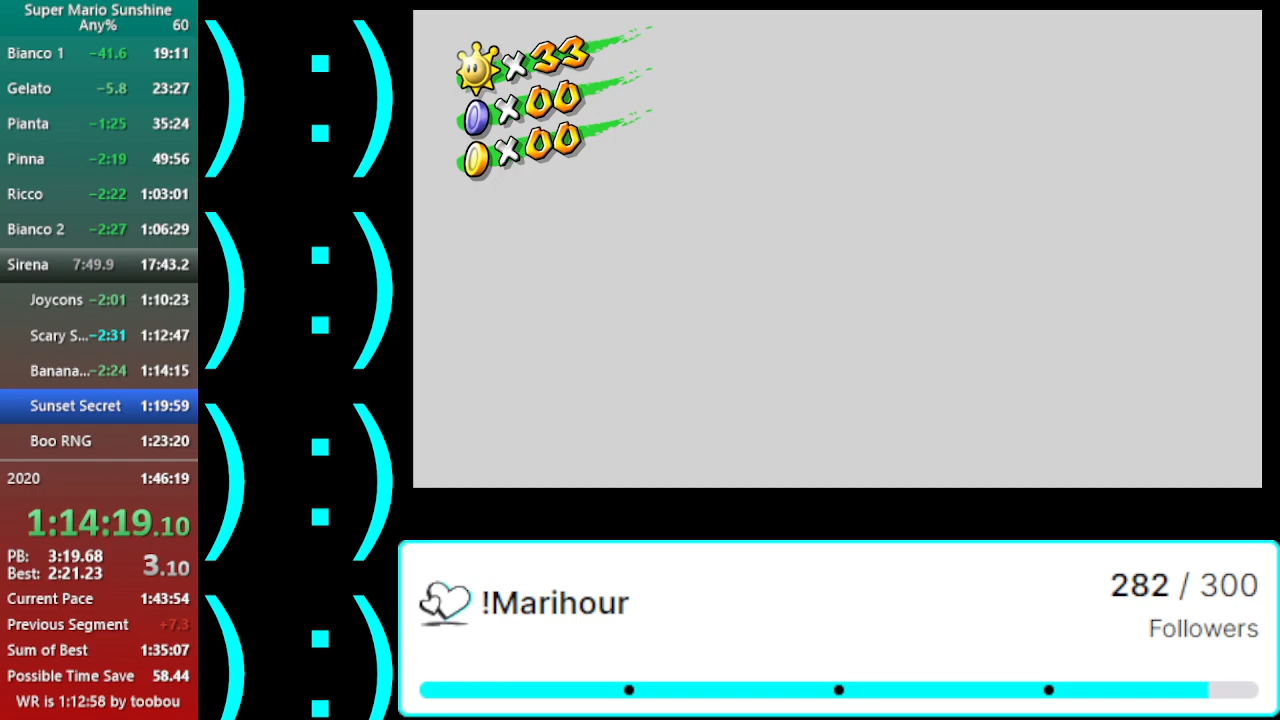 Super Mario Sunshine
Any% 60
Bianco 1 −41.6 19:11
Gelato −5.8 23:27
Pianta −1:25 35:24
Pinna −2:19 49:56
Ricco −2:22 1:03:01
Bianco 2 −2:27 1:06:29
Sirena 7:49.9 17:43.2
Joycons −2:01 1:10:23
Scary S...−2:31 1:12:47
Banana...−2:24 1:14:15
Sunset Secret 1:19:59
Boo RNG 1:23:20
2020 1:46:19
1:14:19.10
PB: 3:19.68
Best: 2:21.23
3.10
Current Pace 1:43:54
Previous Segment +7.3
Sum of Best 1:35:07
Possible Time Save 58.44
WR is 1:12:58 by toobou
) : )
) : )
) : )
) : )
×33
×00
×00
!Marihour
282 / 300
Followers